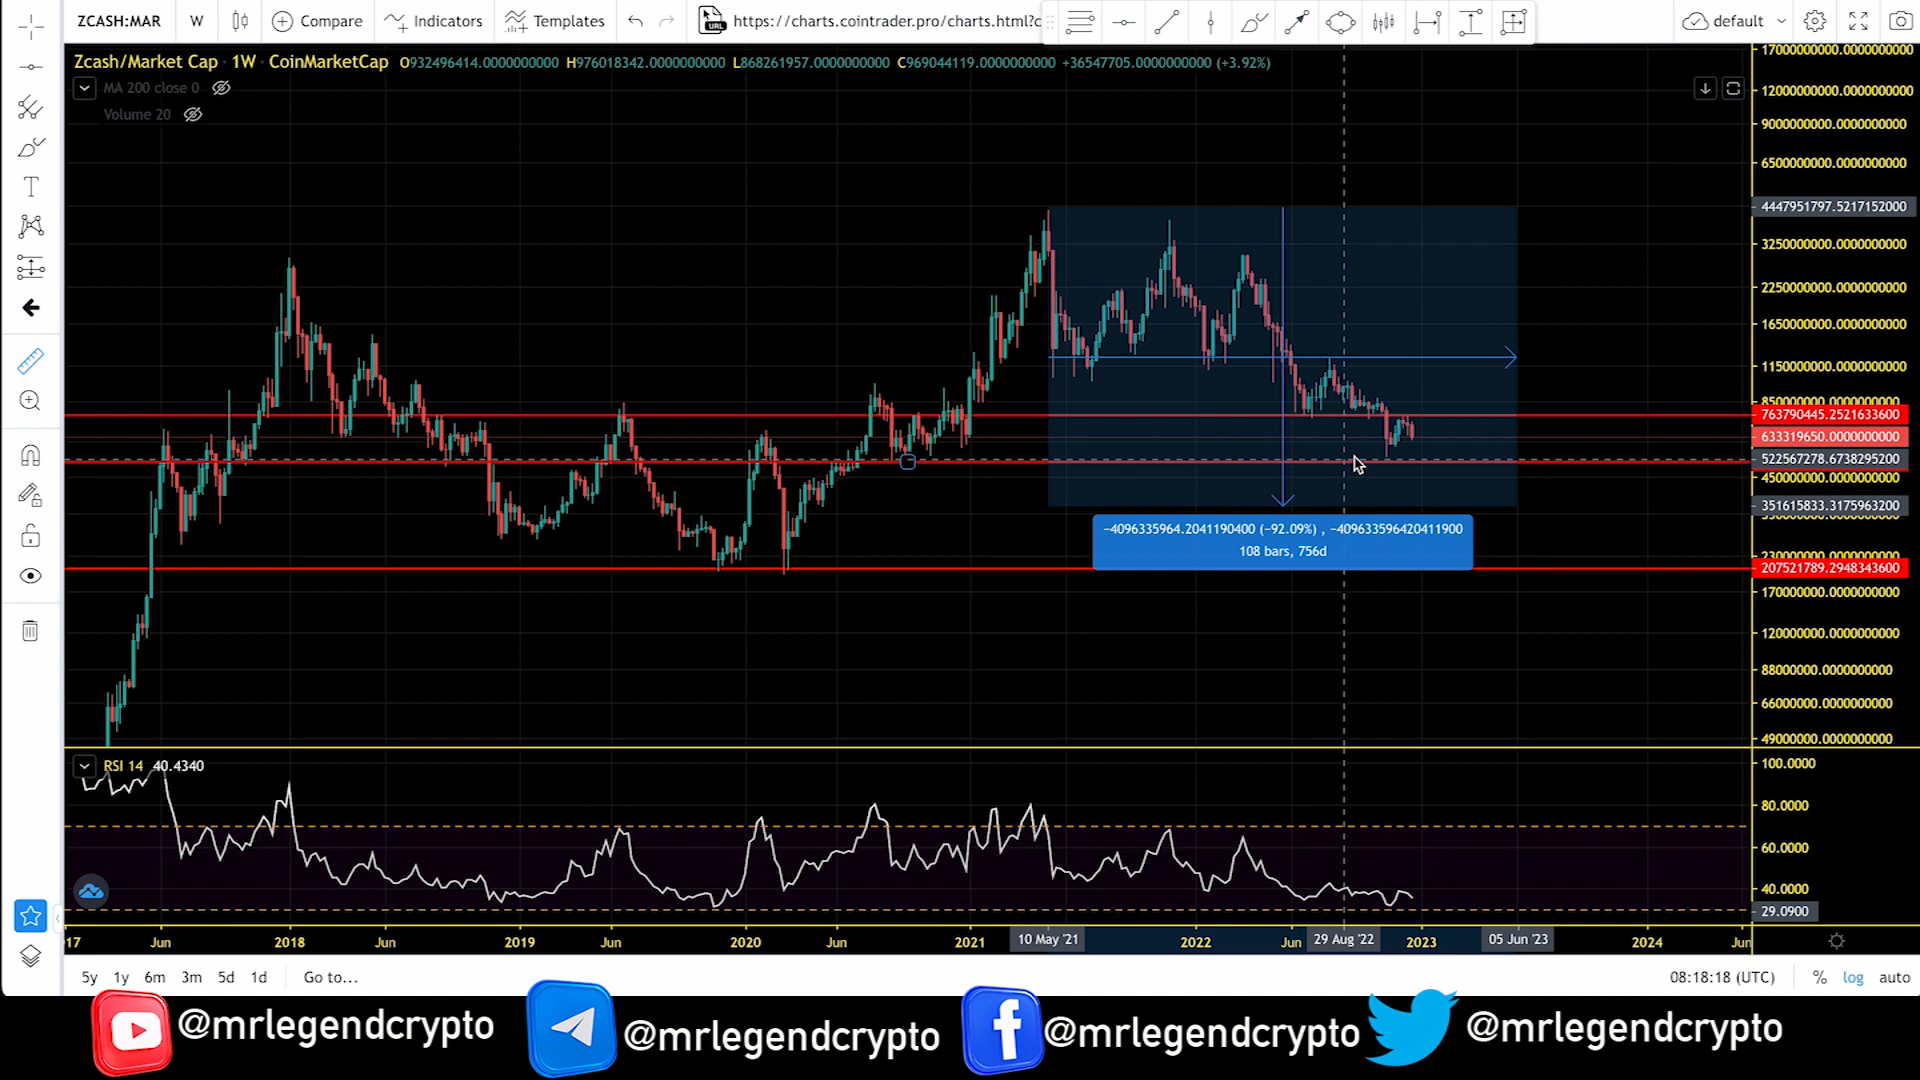 ZCASH:MAR W Compare Indicators Templates https://charts.cointrader.pro/charts.html?c default
Zcash/Market Cap · 1W · CoinMarketCap O932496414.0000000000 H976018342.0000000000 L868261957.0000000000 C969044119.0000000000 +36547705.0000000000 (+3.92%)
MA 200 close 0
Volume 20
17000000000.0000000000
12000000000.0000000000
9000000000.0000000000
6500000000.0000000000
4447951797.5217152000
3250000000.0000000000
2250000000.0000000000
1650000000.0000000000
1150000000.0000000000
763790445.2521633600
633319650.0000000000
522567278.6738295200
450000000.0000000000
351615833.3175963200
−4096335964.2041190400 (−92.09%) , −409633596420411900
108 bars, 756d
230000000.0000000000
207521789.2948343600
170000000.0000000000
120000000.0000000000
88000000.0000000000
66000000.0000000000
49000000.0000000000
RSI 14 40.4340
100.0000
80.0000
60.0000
40.0000
29.0900
17 Jun 2018 Jun 2019 Jun 2020 Jun 2021 10 May '21 2022 Jun 29 Aug '22 2023 05 Jun '23 2024 Jun
5y 1y 6m 3m 5d 1d Go to... 08:18:18 (UTC) % log auto
@mrlegendcrypto @mrlegendcrypto @mrlegendcrypto @mrlegendcrypto